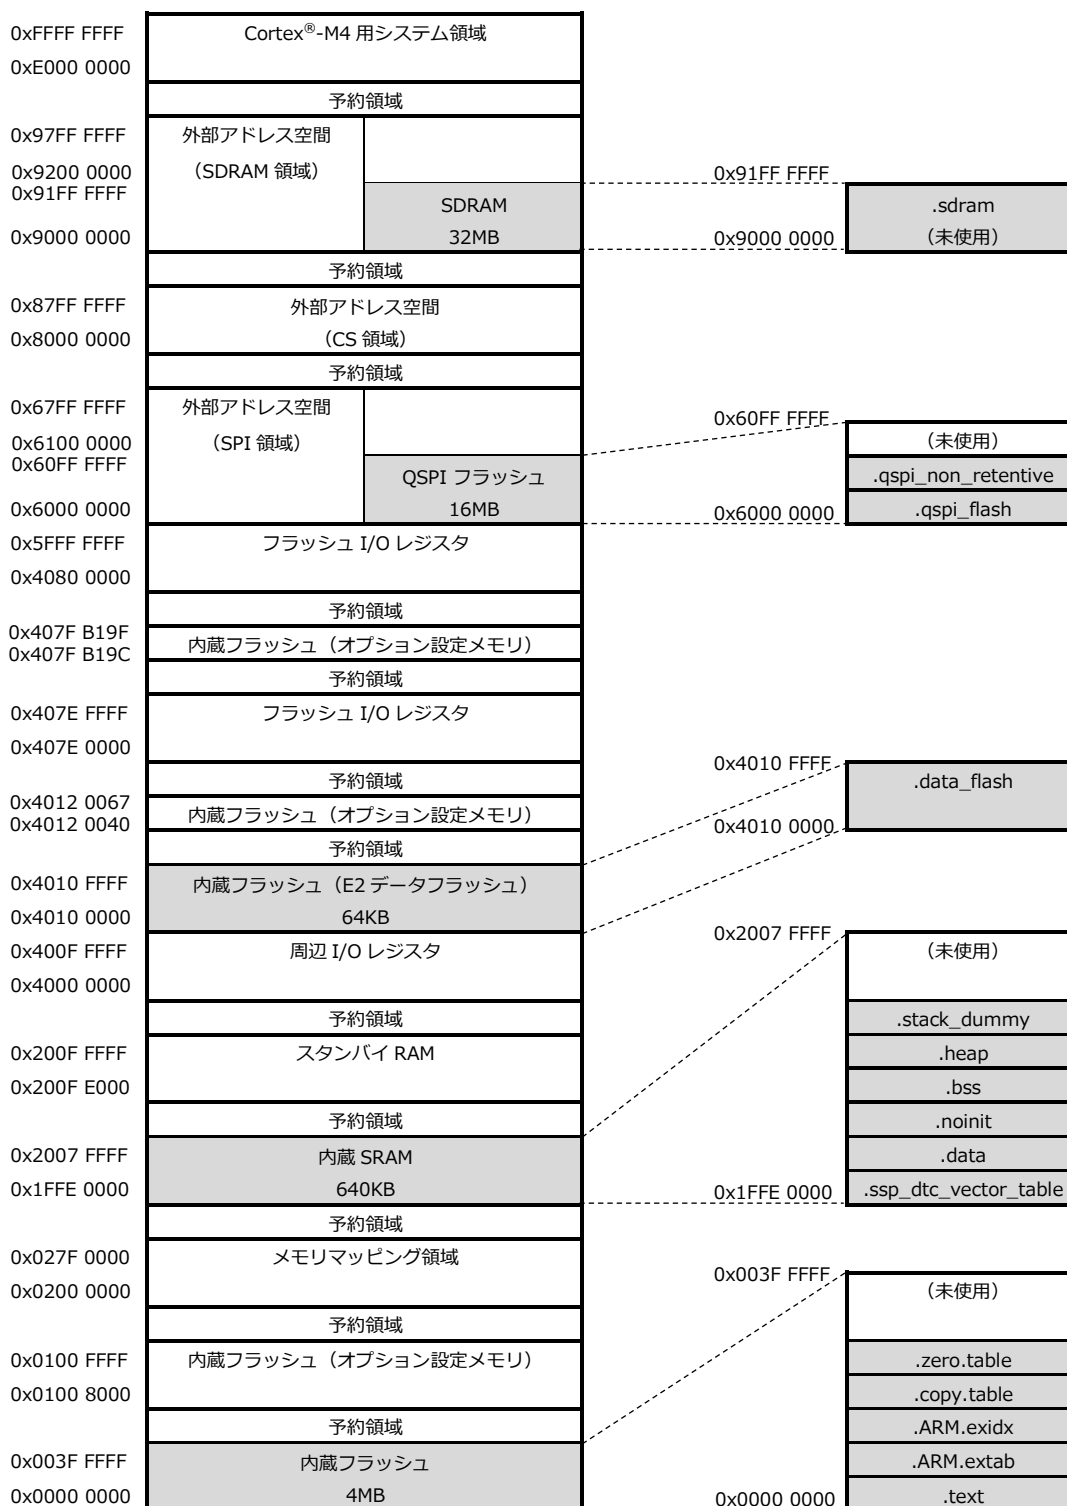 0xFFFF FFFF
Cortex®-M4 用システム領域
0xE000 0000
予約領域
0x97FF FFFF
外部アドレス空間
0x9200 0000
（SDRAM 領域）
0x91FF FFFF
0x91FF FFFF
SDRAM
.sdram
0x9000 0000
32MB
0x9000 0000
（未使用）
予約領域
0x87FF FFFF
外部アドレス空間
0x8000 0000
（CS 領域）
予約領域
0x67FF FFFF
外部アドレス空間
0x60FF FFFF
0x6100 0000
（SPI 領域）
（未使用）
0x60FF FFFF
QSPI フラッシュ
.qspi_non_retentive
0x6000 0000
16MB
0x6000 0000
.qspi_flash
0x5FFF FFFF
フラッシュ I/O レジスタ
0x4080 0000
予約領域
0x407F B19F
内蔵フラッシュ（オプション設定メモリ）
0x407F B19C
予約領域
0x407E FFFF
フラッシュ I/O レジスタ
0x407E 0000
0x4010 FFFF
予約領域
.data_flash
0x4012 0067
内蔵フラッシュ（オプション設定メモリ）
0x4012 0040
0x4010 0000
予約領域
0x4010 FFFF
内蔵フラッシュ（E2 データフラッシュ）
0x4010 0000
64KB
0x2007 FFFF
0x400F FFFF
周辺 I/O レジスタ
（未使用）
0x4000 0000
予約領域
.stack_dummy
0x200F FFFF
スタンバイ RAM
.heap
0x200F E000
.bss
予約領域
.noinit
0x2007 FFFF
内蔵 SRAM
.data
0x1FFE 0000
640KB
0x1FFE 0000
.ssp_dtc_vector_table
予約領域
0x027F 0000
メモリマッピング領域
0x003F FFFF
0x0200 0000
（未使用）
予約領域
0x0100 FFFF
内蔵フラッシュ（オプション設定メモリ）
.zero.table
0x0100 8000
.copy.table
予約領域
.ARM.exidx
0x003F FFFF
内蔵フラッシュ
.ARM.extab
0x0000 0000
4MB
0x0000 0000
.text